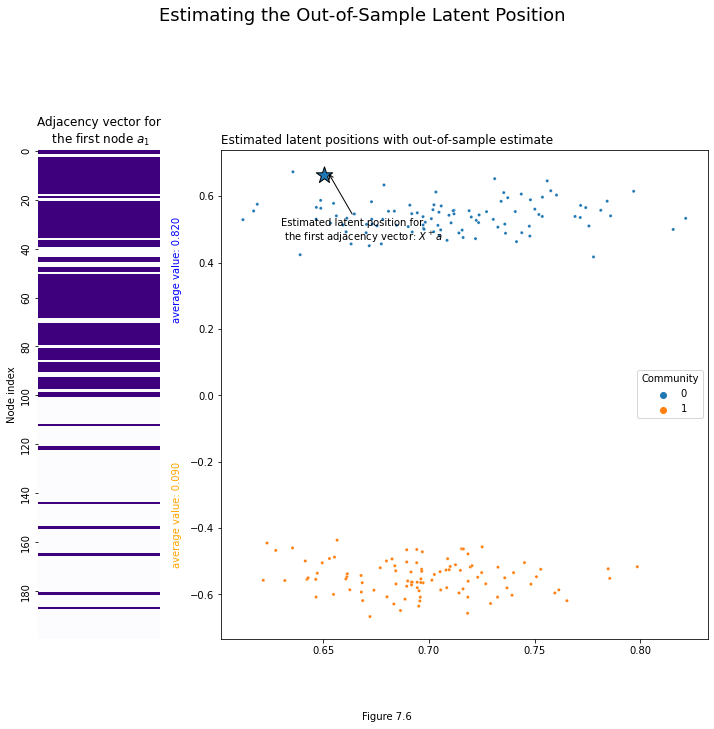 Estimating the Out-of-Sample Latent Position
Adjacency vector for
the first node a₁
Node index
0
20
40
60
80
100
120
140
160
180
average value: 0.820
average value: 0.090
Estimated latent positions with out-of-sample estimate
0.6
0.4
0.2
0.0
−0.2
−0.4
−0.6
0.65
0.70
0.75
0.80
Estimated latent position for
the first adjacency vector: X̂⁺a
Community
0
1
Figure 7.6